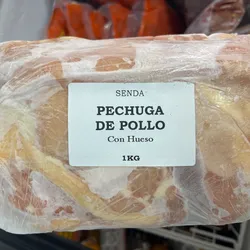 SENDA
PECHUGA
DE POLLO
Con Hueso
1KG